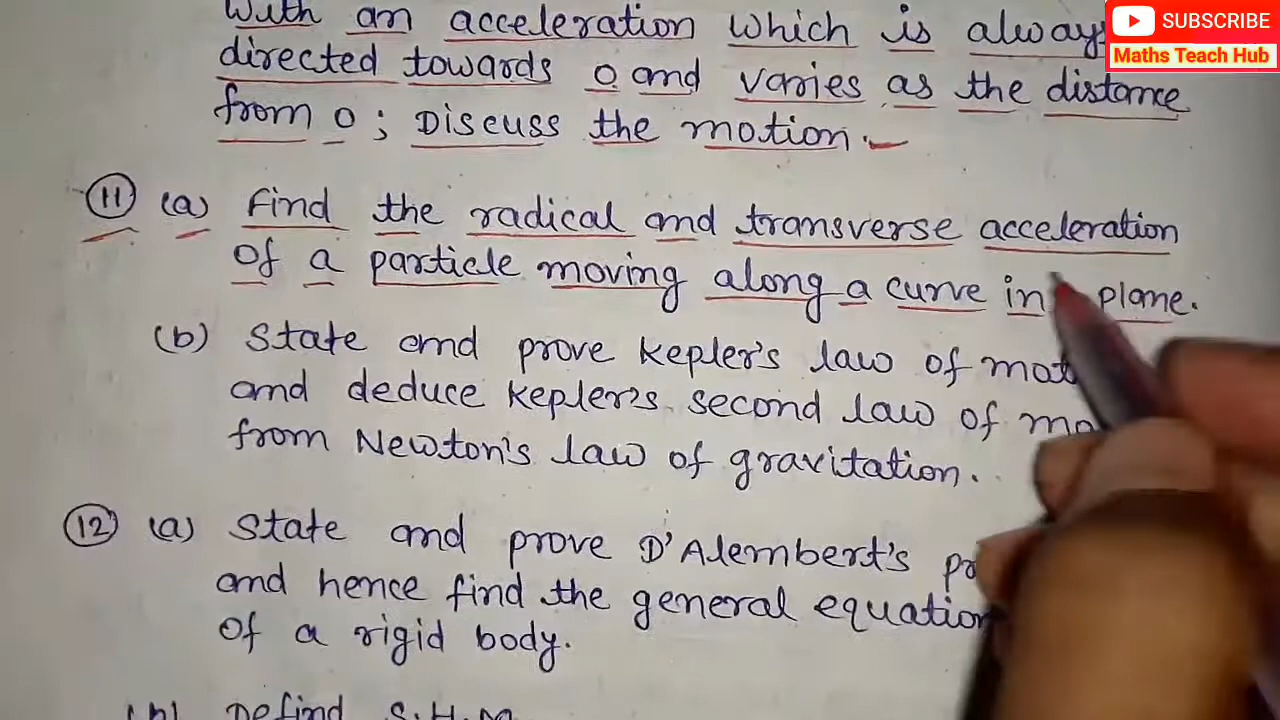 With an acceleration which is always
SUBSCRIBE
Maths Teach Hub
directed towards O and varies as the distance
from O ; Discuss the motion.
11 (a) Find the radical and transverse acceleration
of a particle moving along a curve in plane.
(b) State and prove Kepler's law of
and deduce Kepler's second law of
from Newton's law of gravitation.
12 (a) State and prove D'Alembert's
and hence find the general equation
of a rigid body.
(b) Defind S.H.M